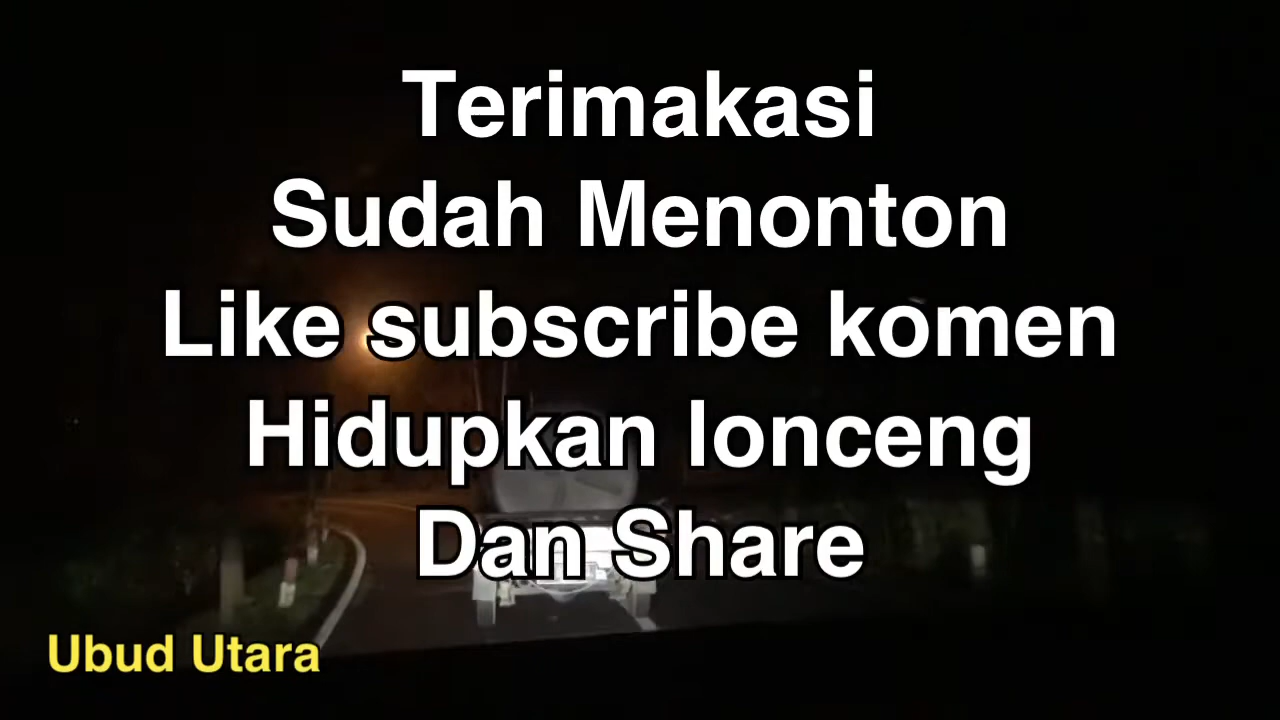 Terimakasi
Sudah Menonton
Like subscribe komen
Hidupkan lonceng
Dan Share
Ubud Utara